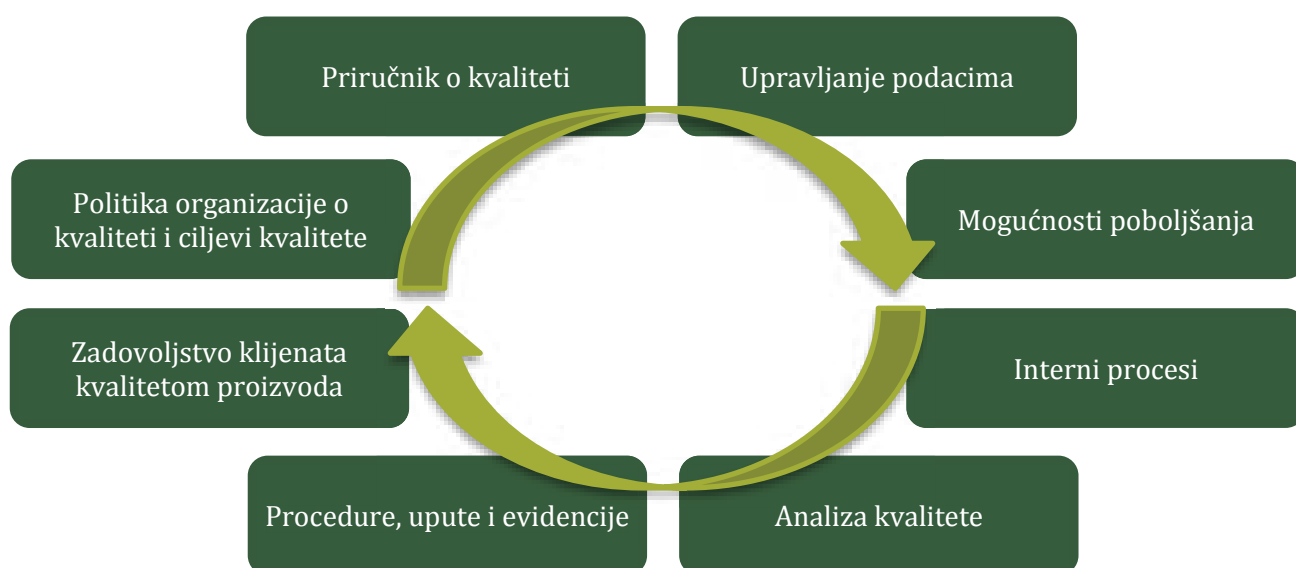 Priručnik o kvaliteti
Upravljanje podacima
Politika organizacije o
kvaliteti i ciljevi kvalitete
Mogućnosti poboljšanja
Zadovoljstvo klijenata
kvalitetom proizvoda
Interni procesi
Procedure, upute i evidencije
Analiza kvalitete